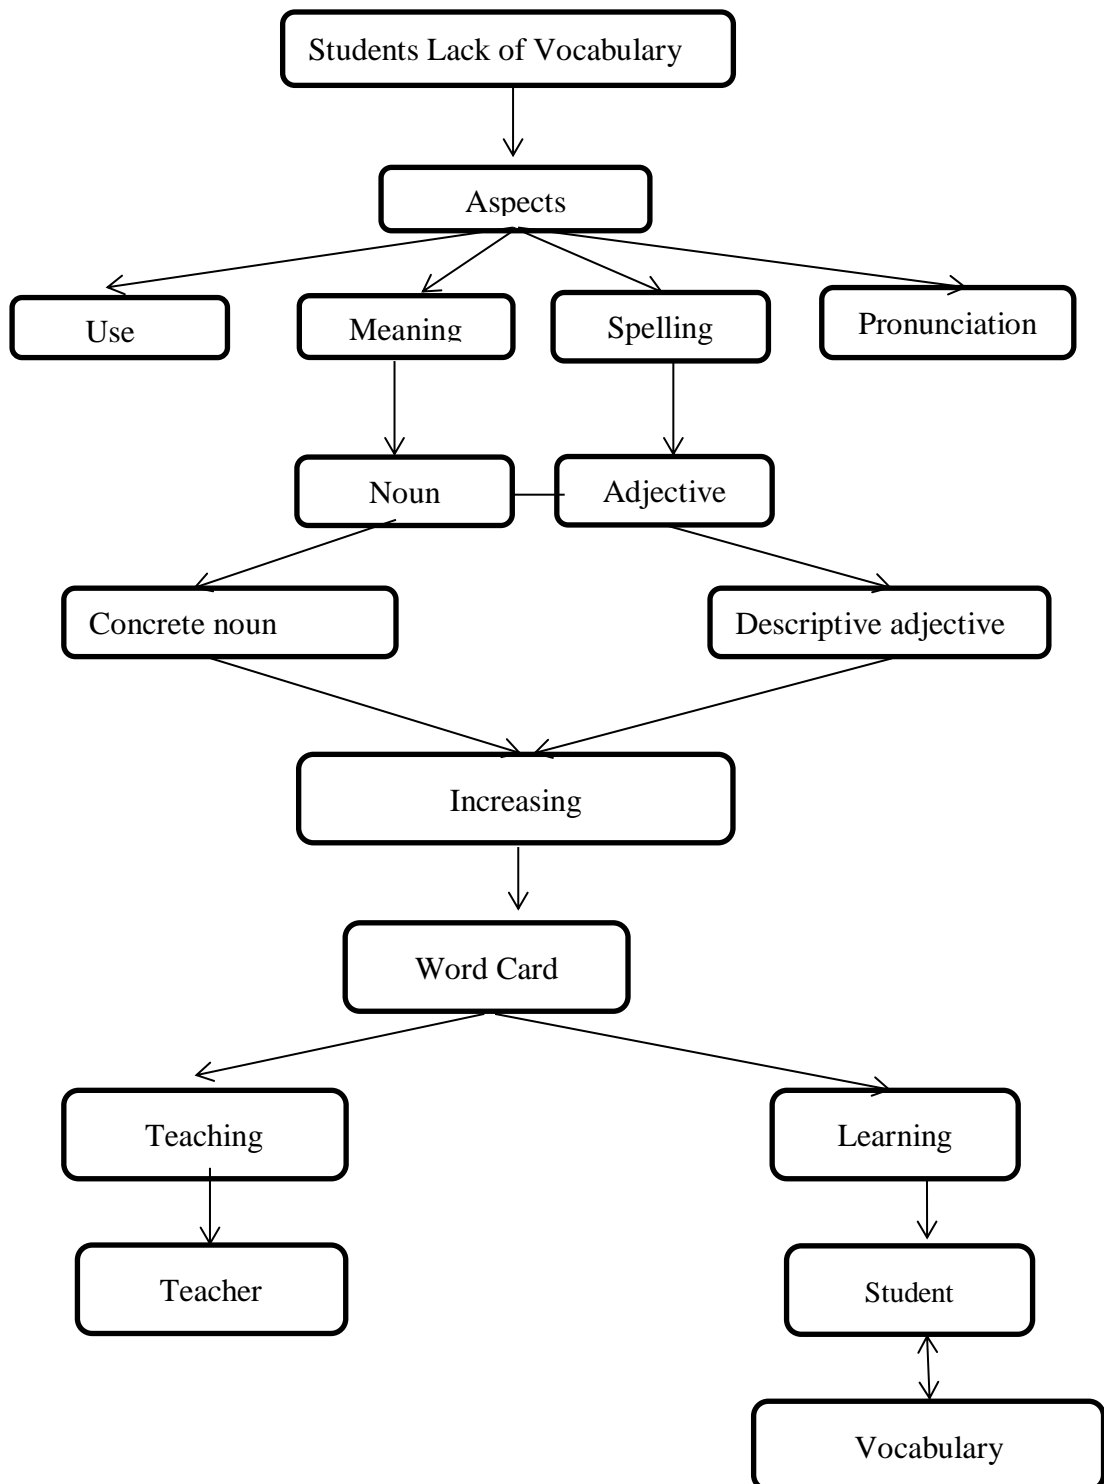 Students Lack of Vocabulary
Aspects
Use
Meaning
Spelling
Pronunciation
Noun
Adjective
Concrete noun
Descriptive adjective
Increasing
Word Card
Teaching
Learning
Teacher
Student
Vocabulary